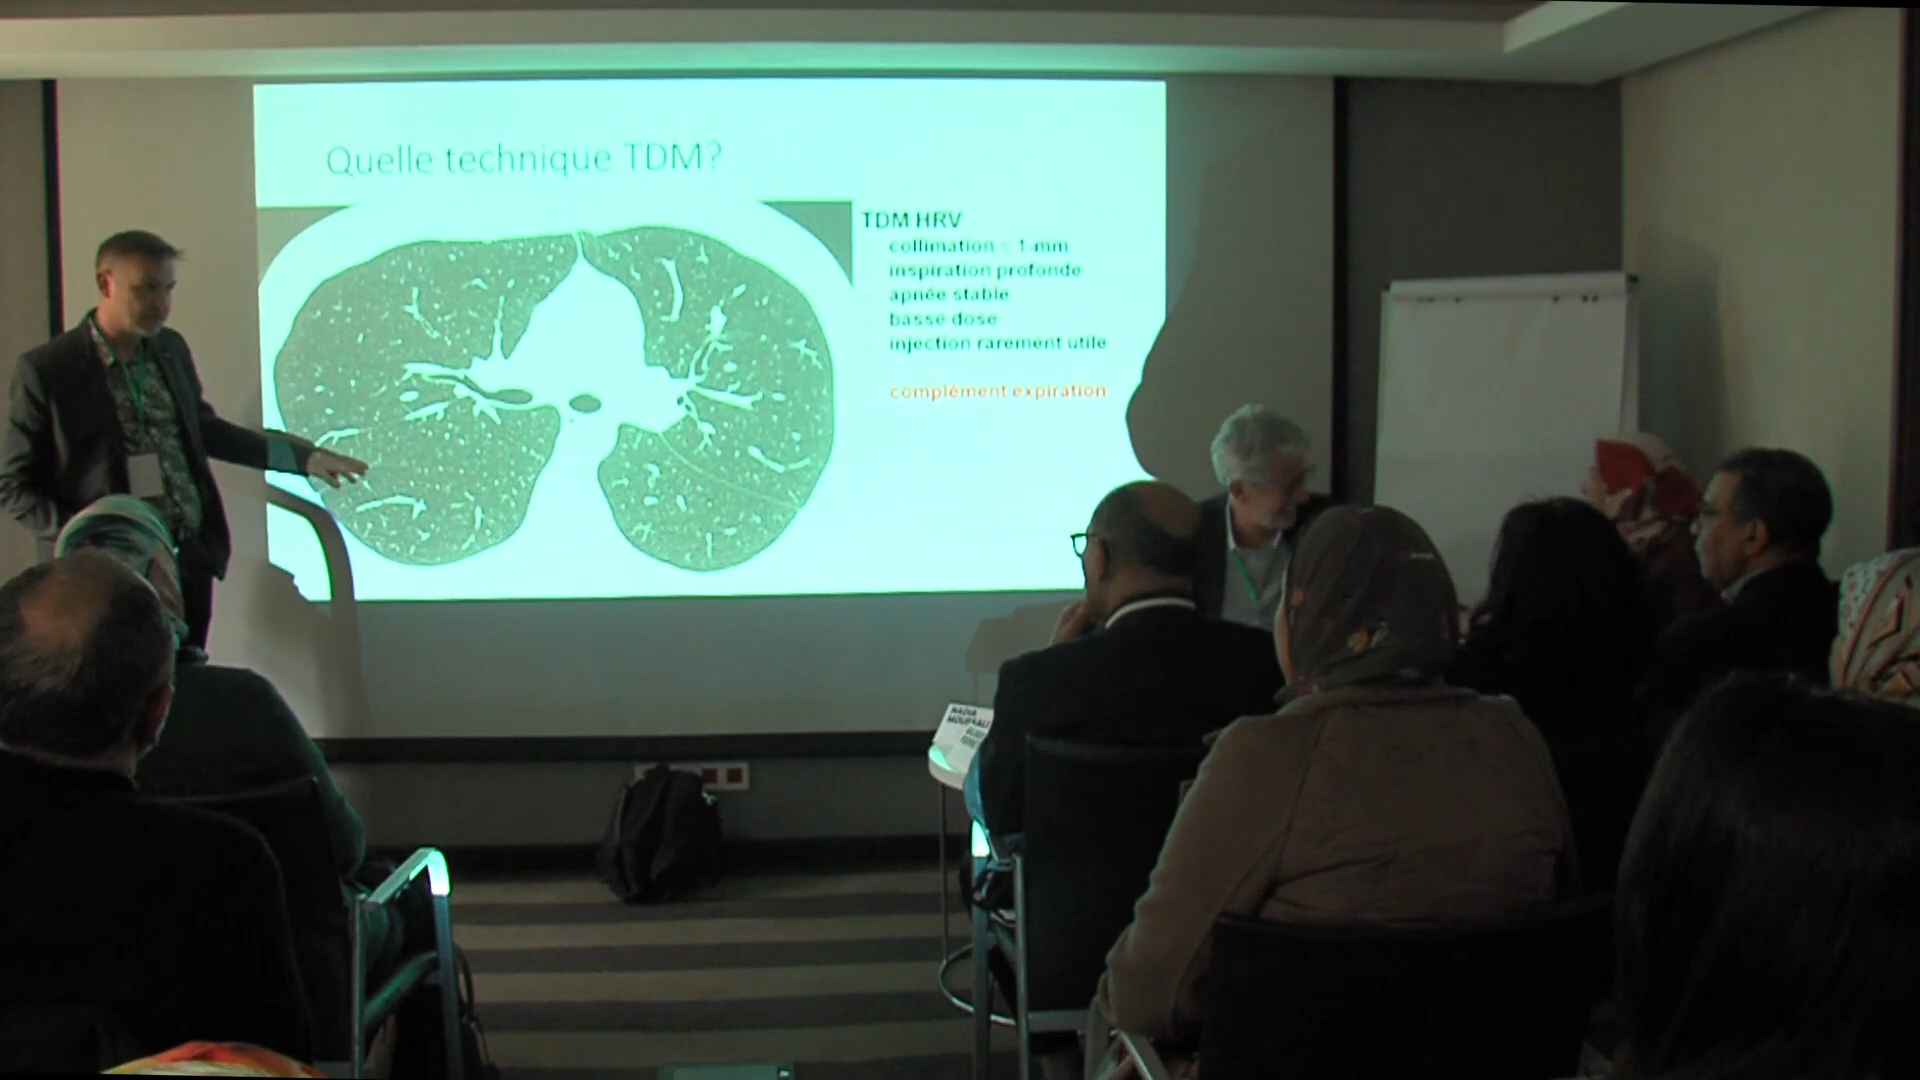 Quelle technique TDM?
TDM HRV
collimation 1-mm
inspiration profonde
apnée stable
basse dose
injection rarement utile
complément expiration
NADIA